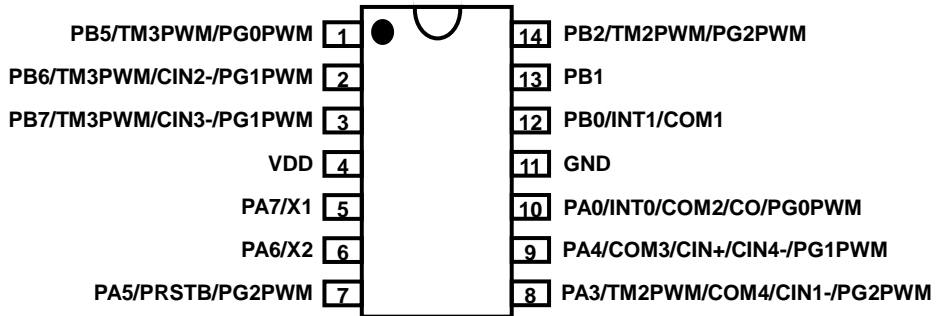 PB5/TM3PWM/PG0PWM 1 14 PB2/TM2PWM/PG2PWM
PB6/TM3PWM/CIN2-/PG1PWM 2 13 PB1
PB7/TM3PWM/CIN3-/PG1PWM 3 12 PB0/INT1/COM1
VDD 4 11 GND
PA7/X1 5 10 PA0/INT0/COM2/CO/PG0PWM
PA6/X2 6 9 PA4/COM3/CIN+/CIN4-/PG1PWM
PA5/PRSTB/PG2PWM 7 8 PA3/TM2PWM/COM4/CIN1-/PG2PWM